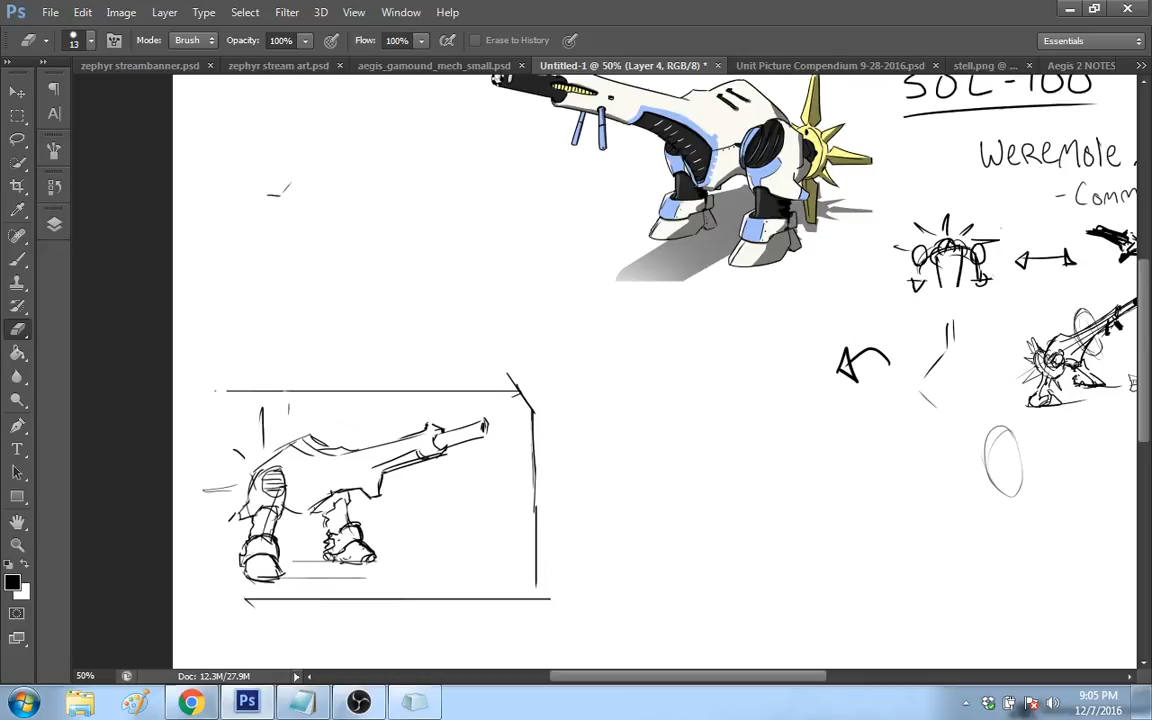 Ps File Edit Image Layer Type Select Filter 3D View Window Help
13 Mode: Brush Opacity: 100% Flow: 100% Erase to History Essentials
zephyr streambanner.psd × zephyr stream art.psd × aegis_gamound_mech_small.psd × Untitled-1 @ 50% (Layer 4, RGB/8) * × Unit Picture Compendium 9-28-2016.psd × stell.png @ ... × Aegis 2 NOTES
SOL-100
Weremole
- Comm
50% Doc: 12.3M/27.9M
Ps 9:05 PM
12/7/2016